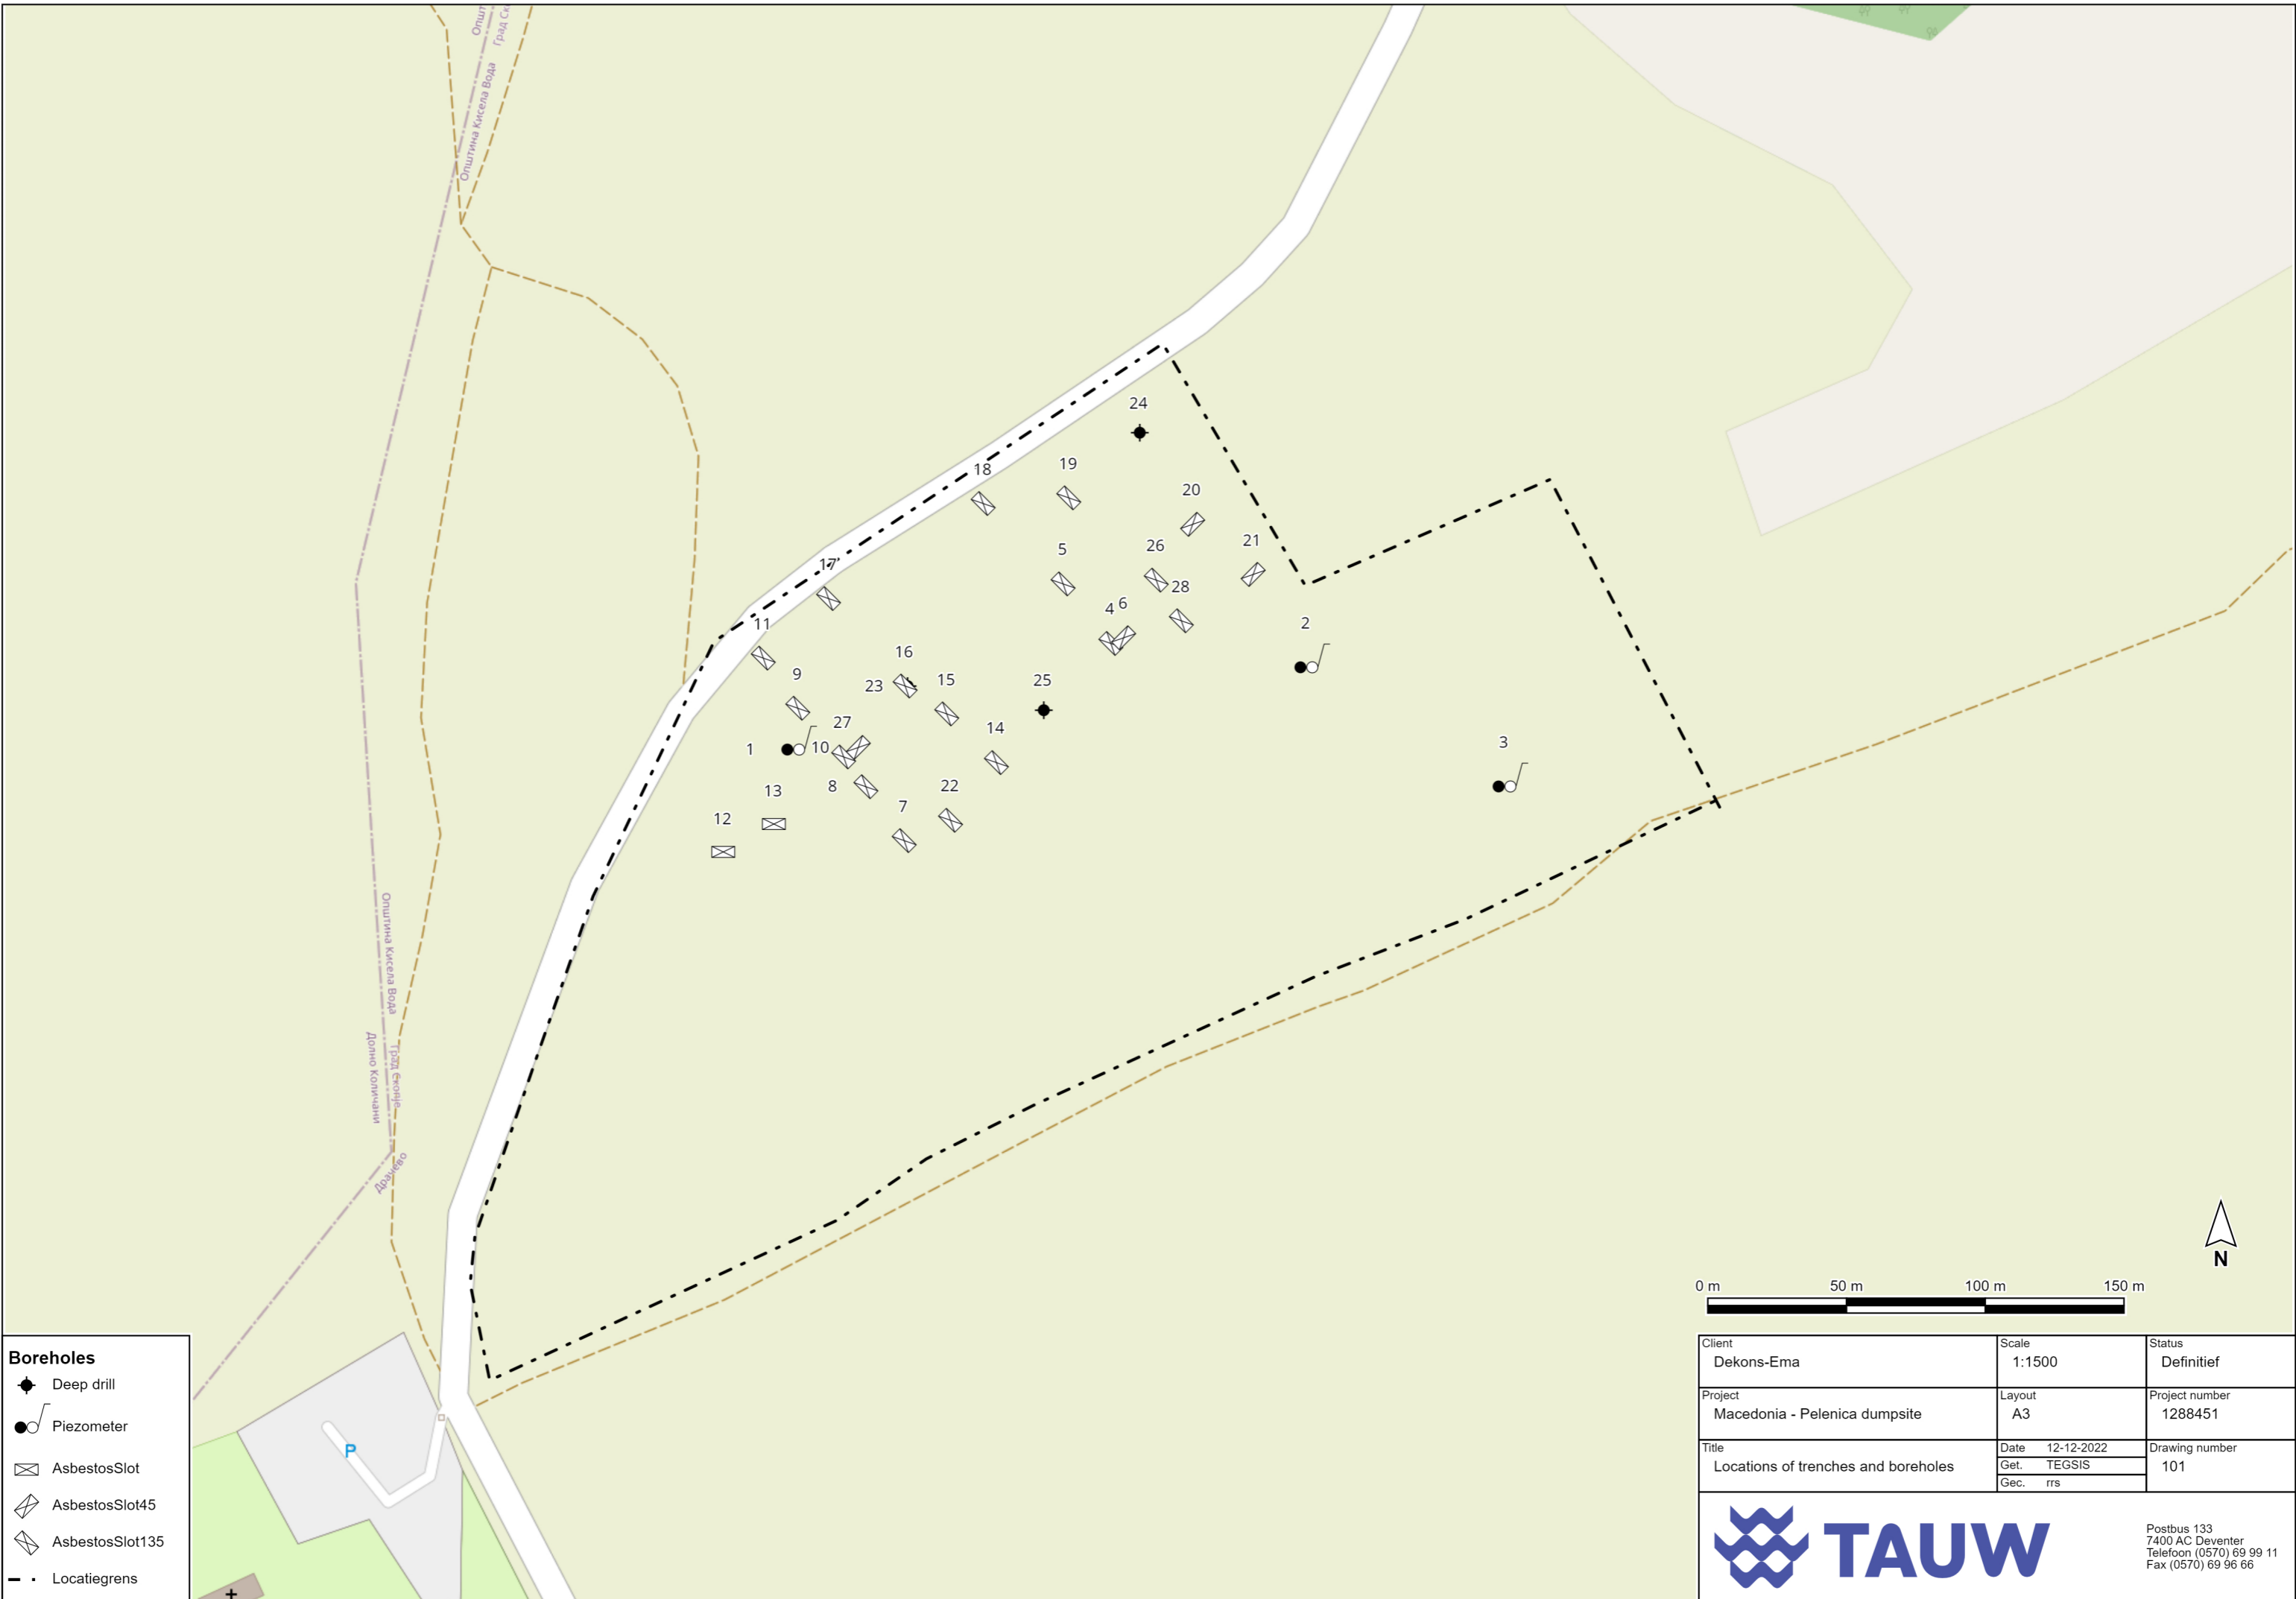 Општина Кисела Вода
24
18
19
20
17
5
26
21
28
4
6
11
2
16
9
23
15
25
27
14
1
10
3
13
8
22
12
7
Општина Кисела Вода
Долно Количани
Град Скопје
Драчево
N
0 m 50 m 100 m 150 m
Boreholes
Deep drill
Piezometer
AsbestosSlot
AsbestosSlot45
AsbestosSlot135
Locatiegrens
P
Client
Dekons-Ema
Scale
1:1500
Status
Definitief
Project
Macedonia - Pelenica dumpsite
Layout
A3
Project number
1288451
Title
Locations of trenches and boreholes
Date 12-12-2022
Get. TEGSIS
Gec. rrs
Drawing number
101
TAUW
Postbus 133
7400 AC Deventer
Telefoon (0570) 69 99 11
Fax (0570) 69 96 66